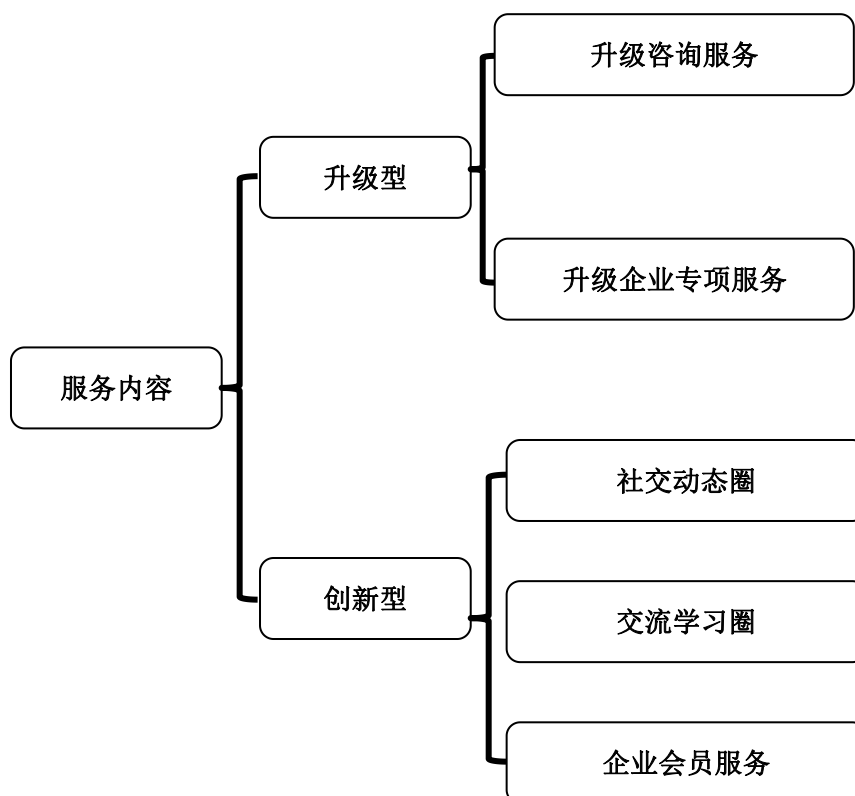 升级咨询服务
升级型
升级企业专项服务
服务内容
社交动态圈
创新型
交流学习圈
企业会员服务